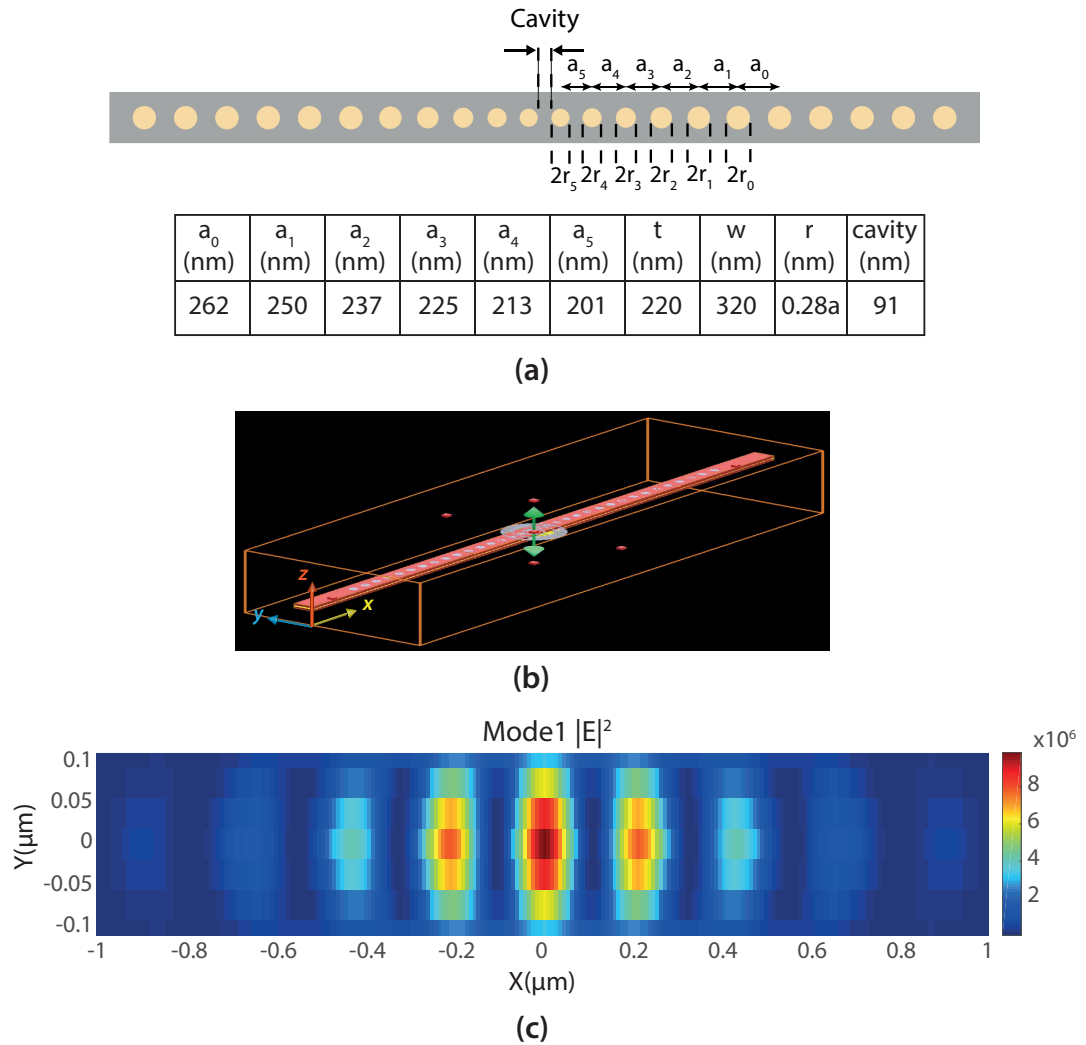 Cavity
a₅ a₄ a₃ a₂ a₁ a₀
2r₅ 2r₄ 2r₃ 2r₂ 2r₁ 2r₀
a₀ (nm) a₁ (nm) a₂ (nm) a₃ (nm) a₄ (nm) a₅ (nm) t (nm) w (nm) r (nm) cavity (nm)
262 250 237 225 213 201 220 320 0.28a 91
(a)
z
y x
(b)
Mode1 |E|²
x10⁶
0.1
0.05
0
-0.05
-0.1
Y(μm)
8
6
4
2
-1 -0.8 -0.6 -0.4 -0.2 0 0.2 0.4 0.6 0.8 1
X(μm)
(c)